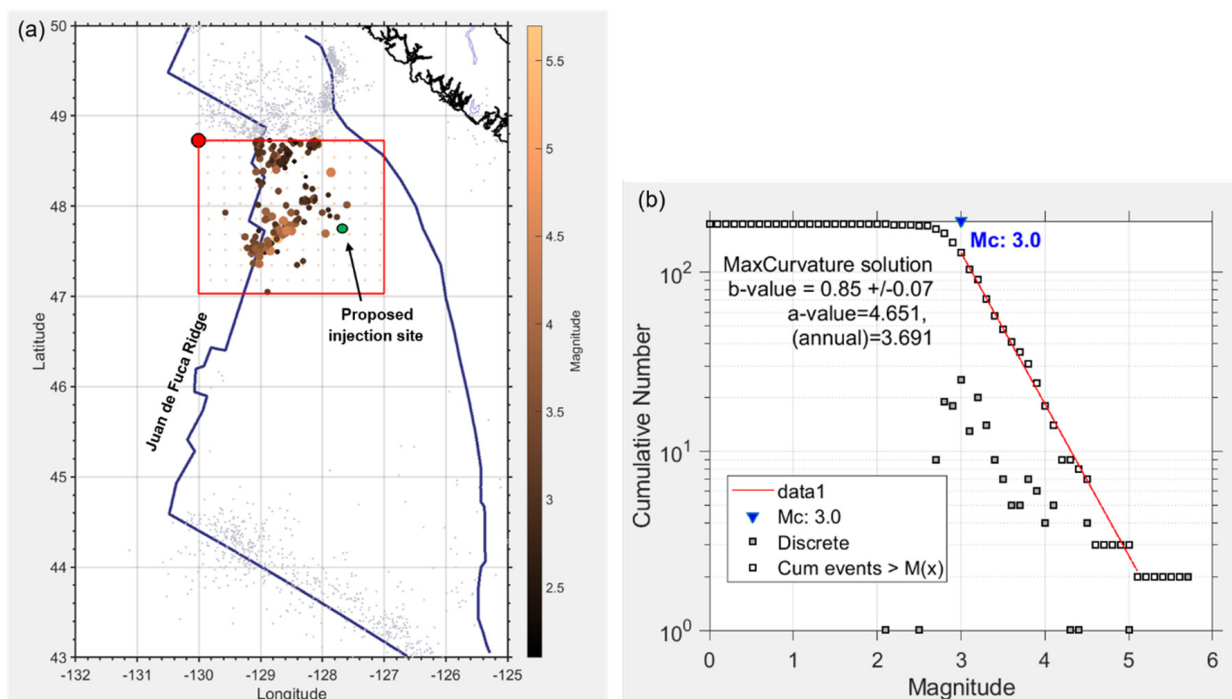 (a)
50
49
48
47
46
45
44
43
Latitude
-132
-131
-130
-129
-128
-127
-126
-125
Longitude
Juan de Fuca Ridge
Proposed
injection site
5.5
5
4.5
4
3.5
3
2.5
Magnitude
(b)
Mc: 3.0
MaxCurvature solution
b-value = 0.85 +/-0.07
a-value=4.651,
(annual)=3.691
10²
10¹
10⁰
Cumulative Number
data1
Mc: 3.0
Discrete
Cum events > M(x)
0
1
2
3
4
5
6
Magnitude